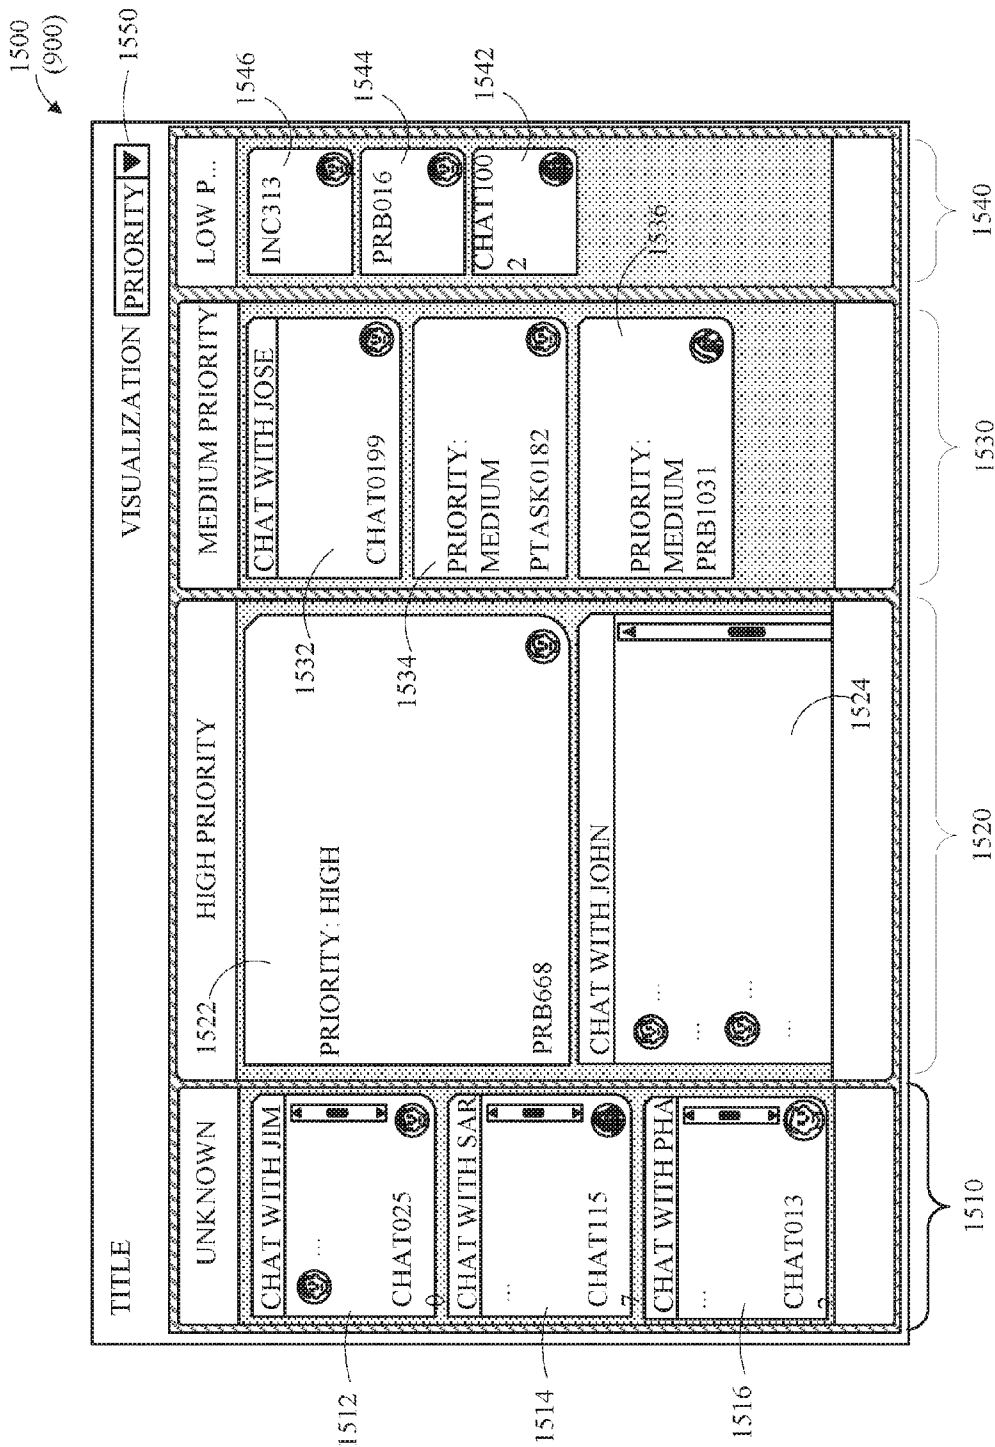 1500
(900)
TITLE
VISUALIZATION
PRIORITY
1550
UNKNOWN
CHAT WITH JIM
...
CHAT025
0
1512
CHAT WITH SAR
...
CHAT115
7
1514
CHAT WITH PHA
...
CHAT013
1516
1510
HIGH PRIORITY
1522
PRIORITY: HIGH
PRB668
CHAT WITH JOHN
...
...
...
...
1524
1520
MEDIUM PRIORITY
CHAT WITH JOSE
CHAT0199
1532
PRIORITY:
MEDIUM
PTASK0182
1534
PRIORITY:
MEDIUM
PRB1031
1536
1530
LOW P...
INC313
1546
PRB016
1544
CHAT100
2
1542
1540